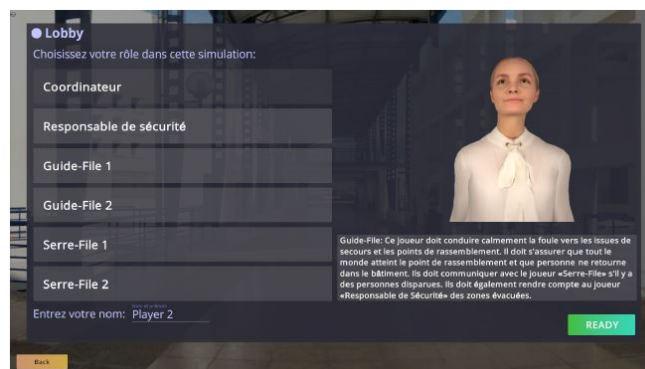 Lobby
Choisissez votre rôle dans cette simulation:
Coordinateur
Responsable de sécurité
Guide-File 1
Guide-File 2
Serre-File 1
Serre-File 2
Entrez votre nom: Player 2
Guide-File: Ce joueur doit conduire calmement la foule vers les issues de
secours et les points de rassemblement. Il doit s'assurer que tout le
monde atteint le point de rassemblement et que personne ne retourne
dans le bâtiment. Ils doit communiquer avec le joueur «Serre-File» s'il y a
des personnes disparues. Ils doit également rendre compte au joueur
«Responsable de Sécurité» des zones évacuées.
READY
Back